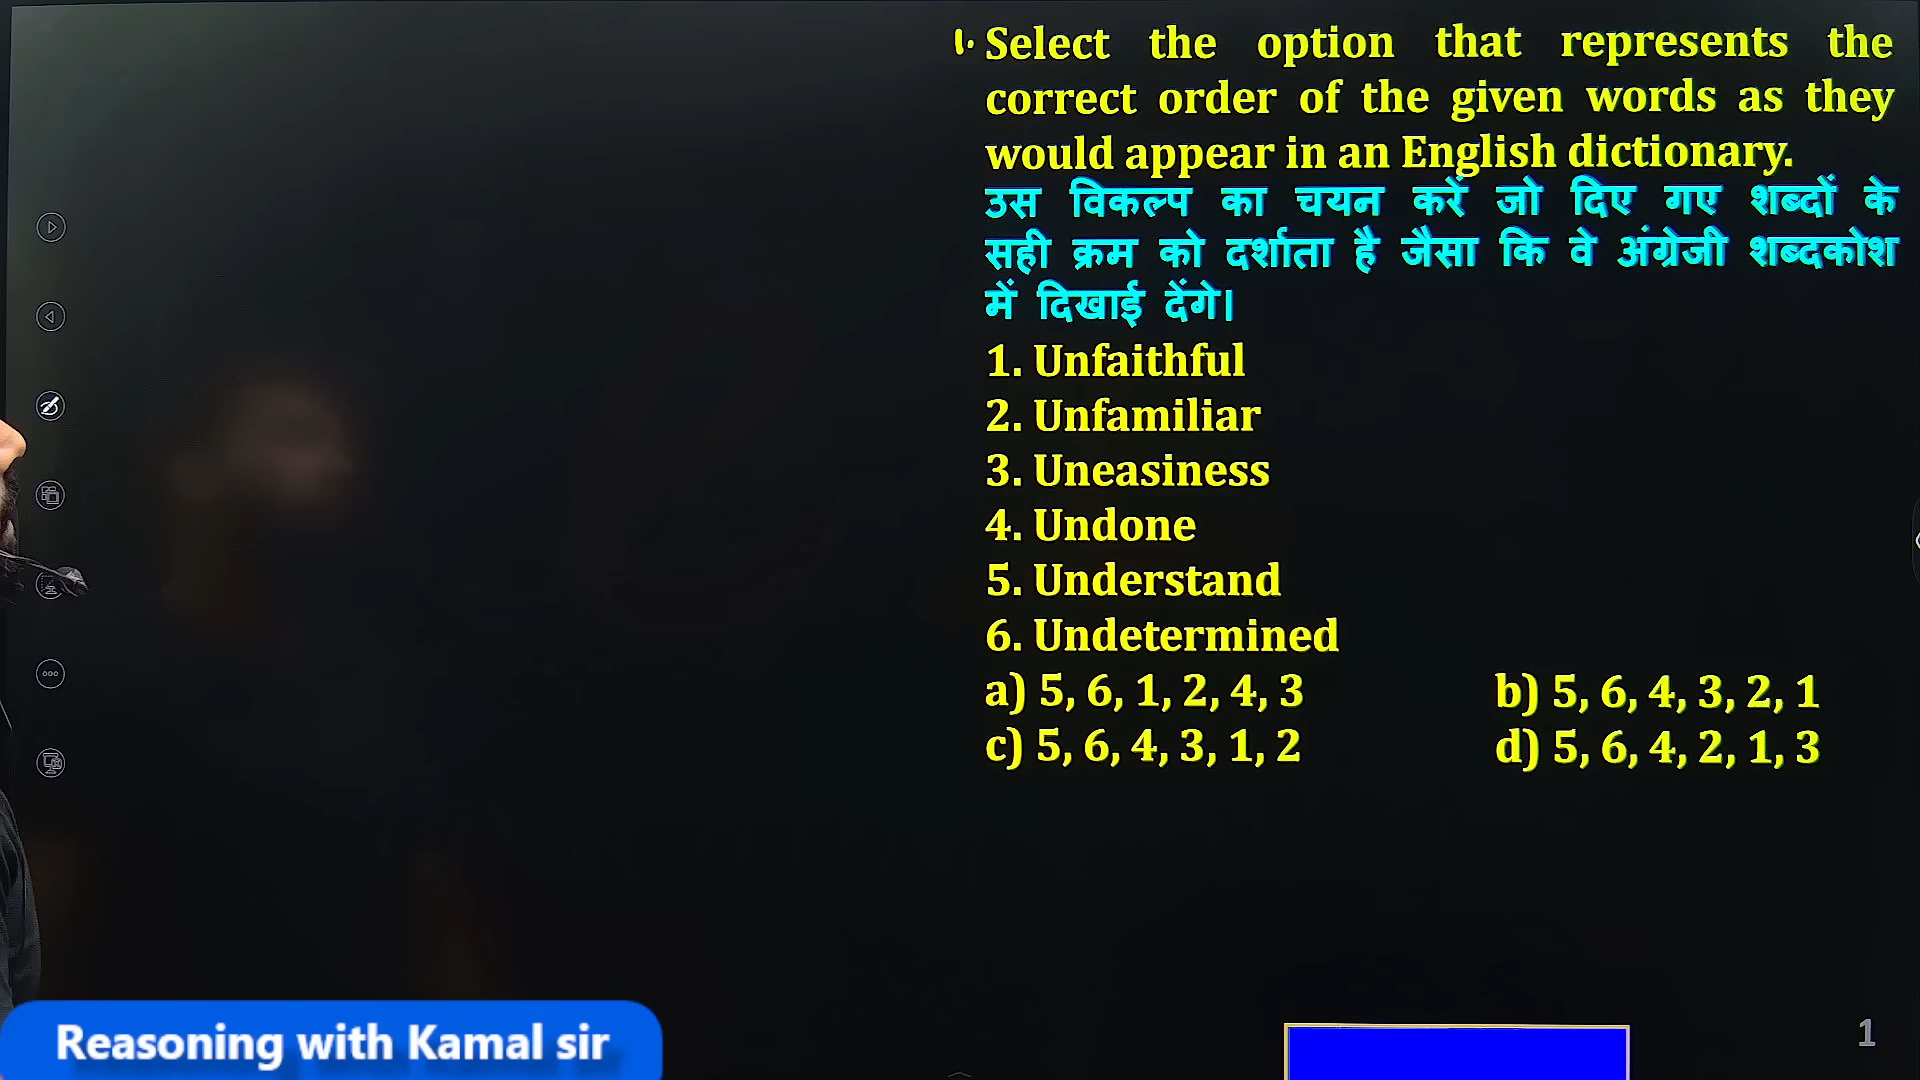 1. Select the option that represents the
correct order of the given words as they
would appear in an English dictionary.
उस विकल्प का चयन करें जो दिए गए शब्दों के
सही क्रम को दर्शाता है जैसा कि वे अंग्रेजी शब्दकोश
में दिखाई देंगे।
1. Unfaithful
2. Unfamiliar
3. Uneasiness
4. Undone
5. Understand
6. Undetermined
a) 5, 6, 1, 2, 4, 3 b) 5, 6, 4, 3, 2, 1
c) 5, 6, 4, 3, 1, 2 d) 5, 6, 4, 2, 1, 3
Reasoning with Kamal sir
1